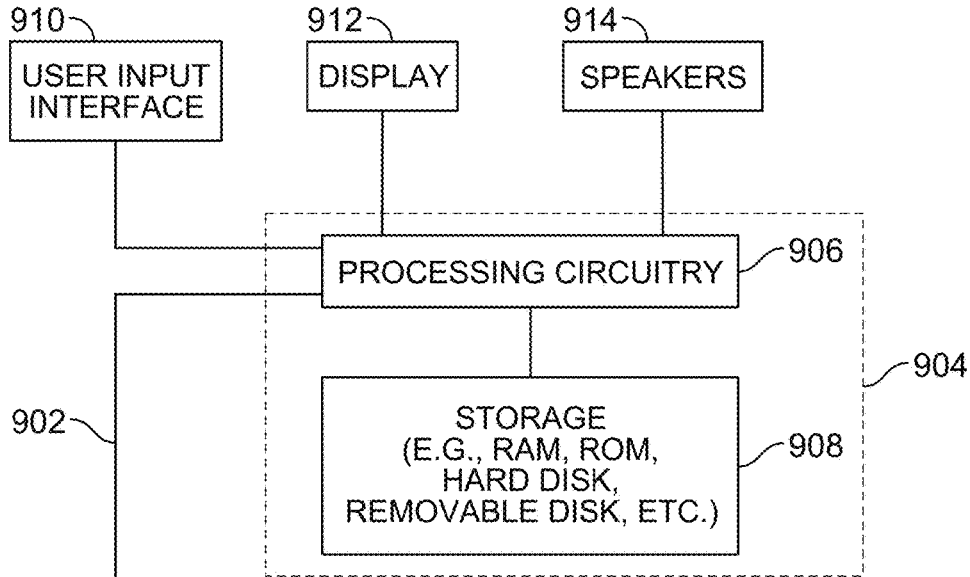 910
912
914
USER INPUT
INTERFACE
DISPLAY
SPEAKERS
PROCESSING CIRCUITRY
906
904
902
STORAGE
(E.G., RAM, ROM,
HARD DISK,
REMOVABLE DISK, ETC.)
908